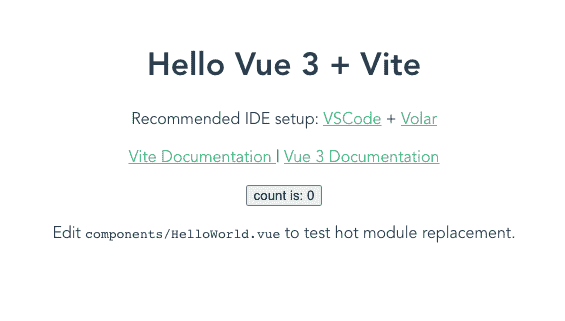 Hello Vue 3 + Vite
Recommended IDE setup: VSCode + Volar
Vite Documentation | Vue 3 Documentation
count is: 0
Edit components/HelloWorld.vue to test hot module replacement.